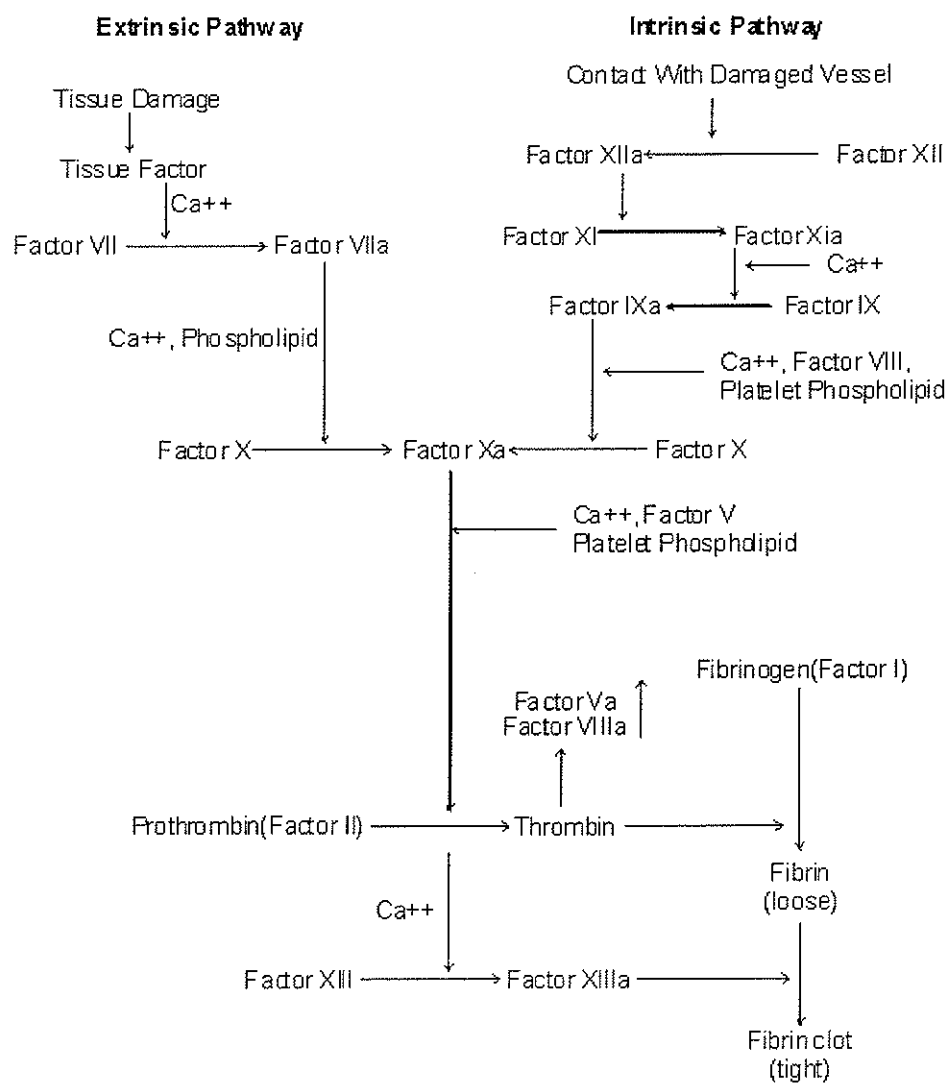 Extrinsic Pathway
Intrinsic Pathway
Contact With Damaged Vessel
Tissue Damage
Factor XIIa
Factor XII
Tissue Factor
Ca++
Factor VII
Factor VIIa
Factor XI
Factor Xia
Ca++
Factor IXa
Factor IX
Ca++, Phospholipid
Ca++, Factor VIII,
Platelet Phospholipid
Factor X
Factor Xa
Factor X
Ca++, Factor V
Platelet Phospholipid
Fibrinogen(Factor I)
Factor Va
Factor VIIIa
Prothrombin(Factor II)
Thrombin
Fibrin
(loose)
Ca++
Factor XIII
Factor XIIIa
Fibrin clot
(tight)